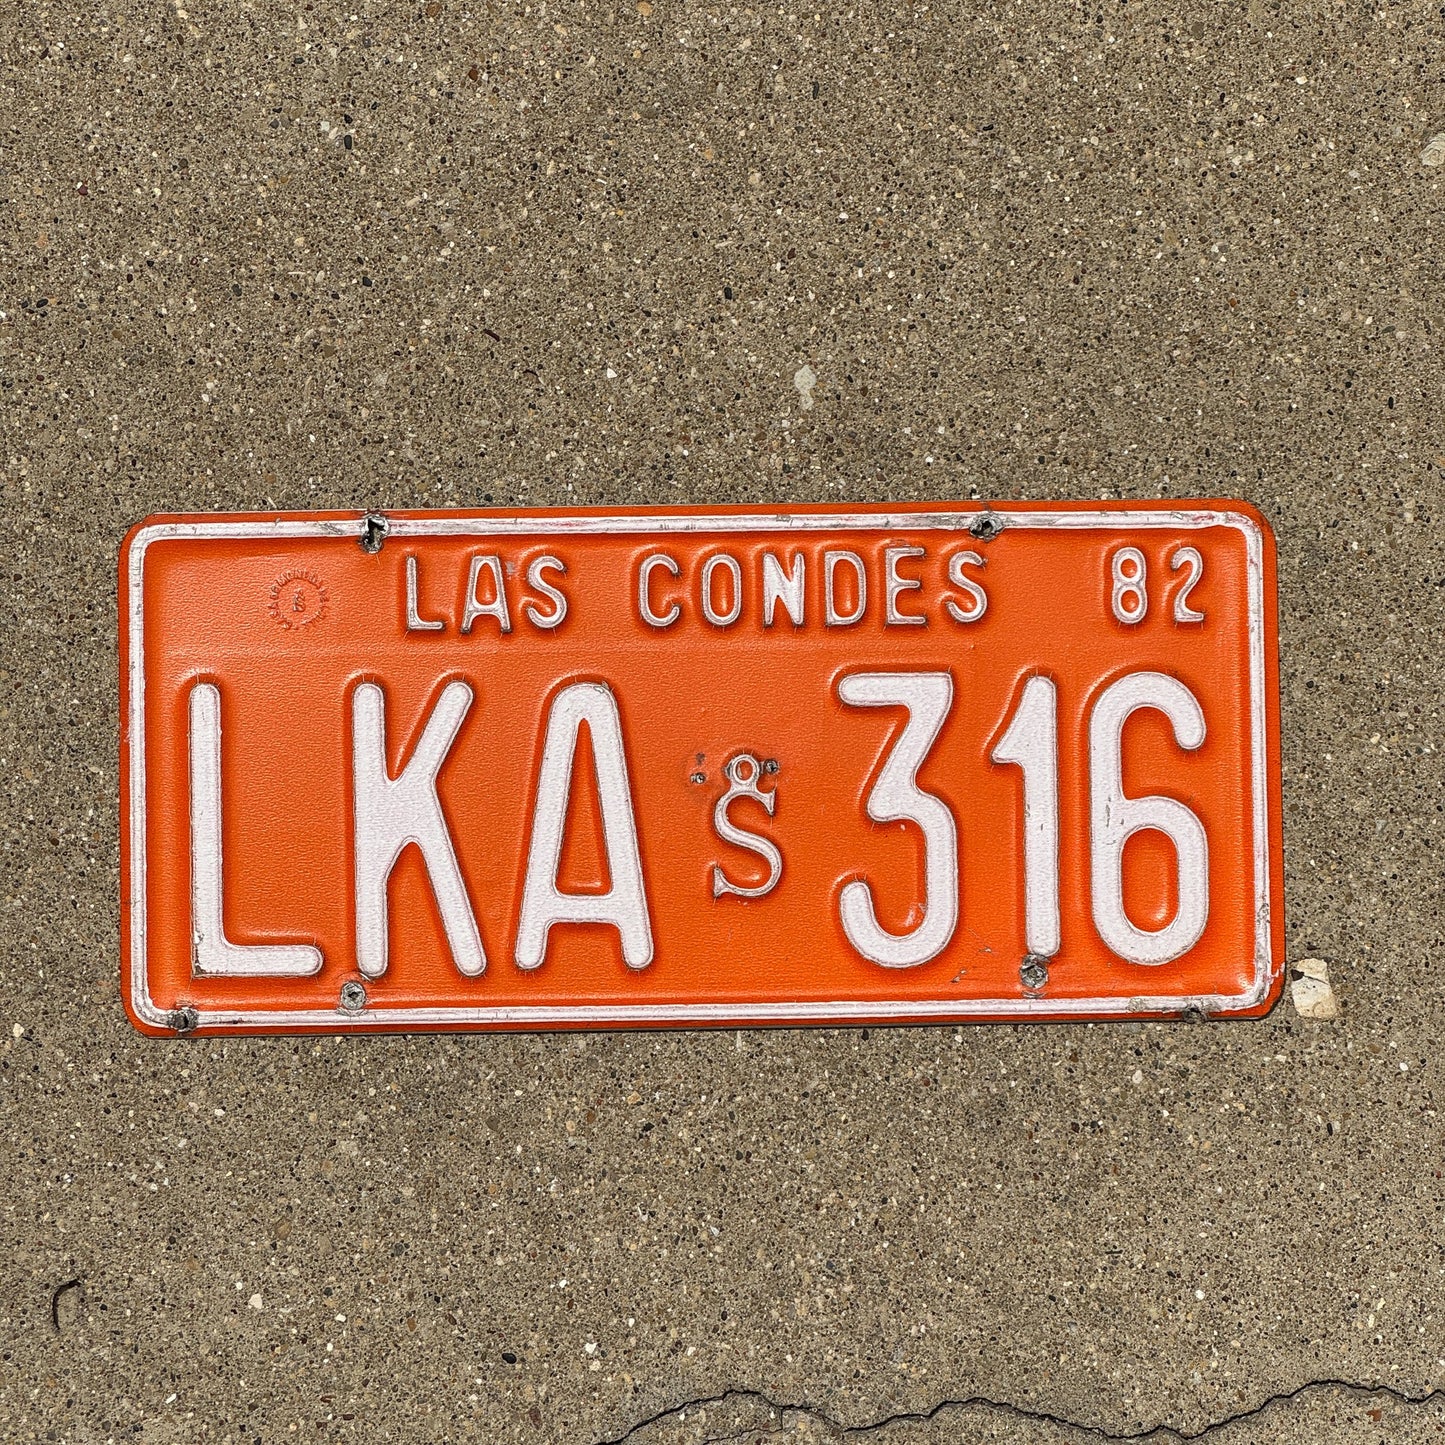 LAS CONDES 82
LKA S 316